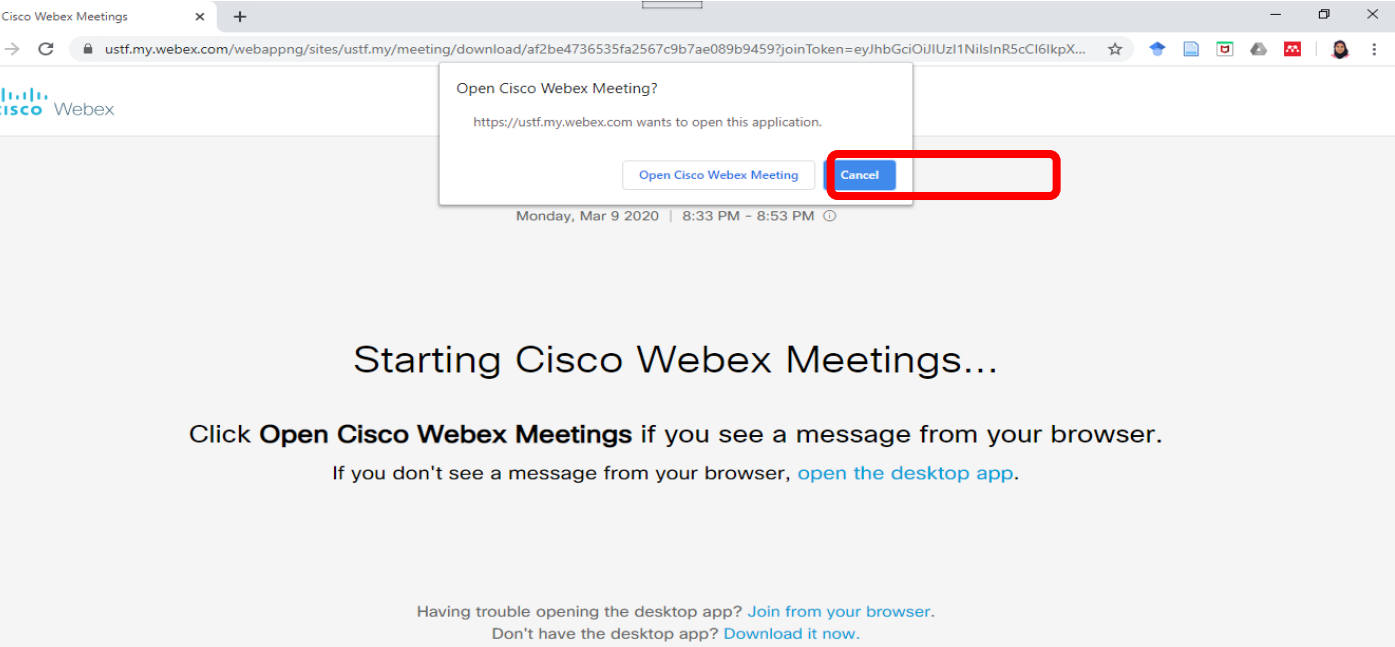 Cisco Webex Meetings
ustf.my.webex.com/webappng/sites/ustf.my/meeting/download/af2be4736535fa2567c9b7ae089b9459?joinToken=eyJhbGciOiJIUzI1NiIsInR5cCI6IkpX...
cisco Webex
Open Cisco Webex Meeting?
https://ustf.my.webex.com wants to open this application.
Open Cisco Webex Meeting Cancel
Monday, Mar 9 2020 | 8:33 PM - 8:53 PM
Starting Cisco Webex Meetings...
Click Open Cisco Webex Meetings if you see a message from your browser.
If you don't see a message from your browser, open the desktop app.
Having trouble opening the desktop app? Join from your browser.
Don't have the desktop app? Download it now.